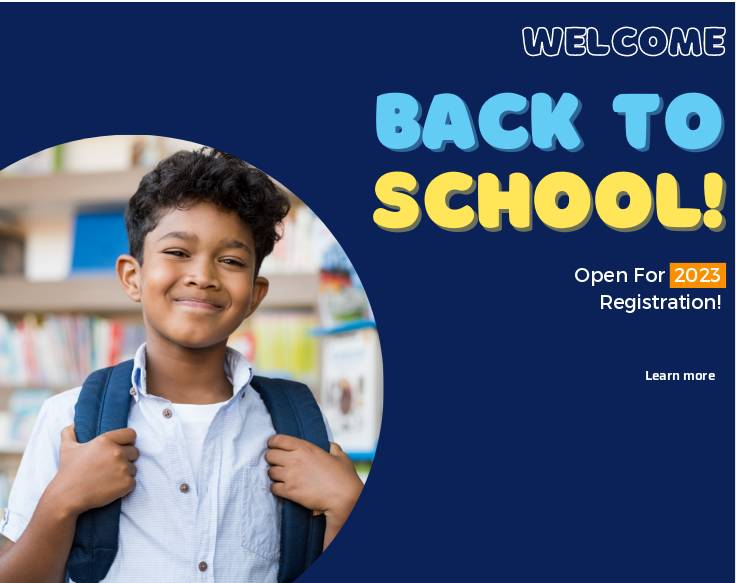 WELCOME
BACK TO
SCHOOL!
Open For 2023
Registration!
Learn more